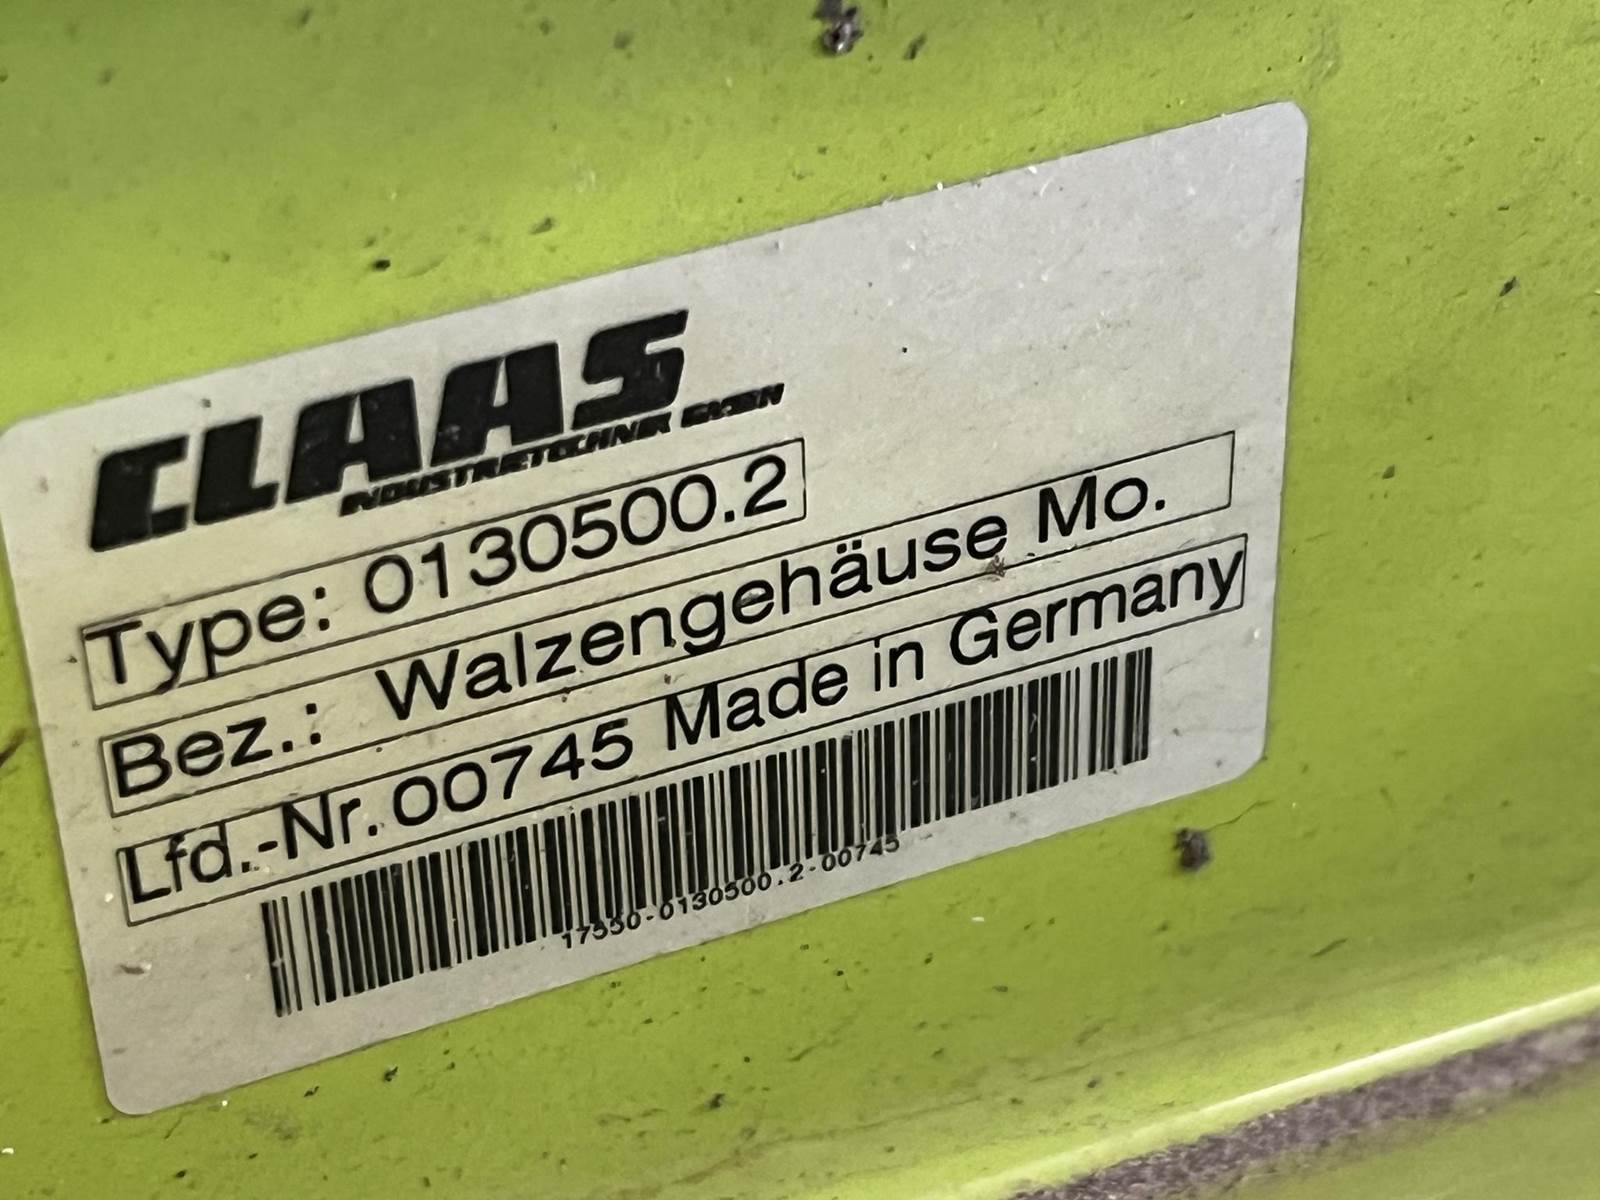 CLAAS
INDUSTRIETECHNIK GMBH
Type: 0130500.2
Bez.: Walzengehäuse Mo.
Lfd.-Nr. 00745 Made in Germany
17550-0130500.2-00745